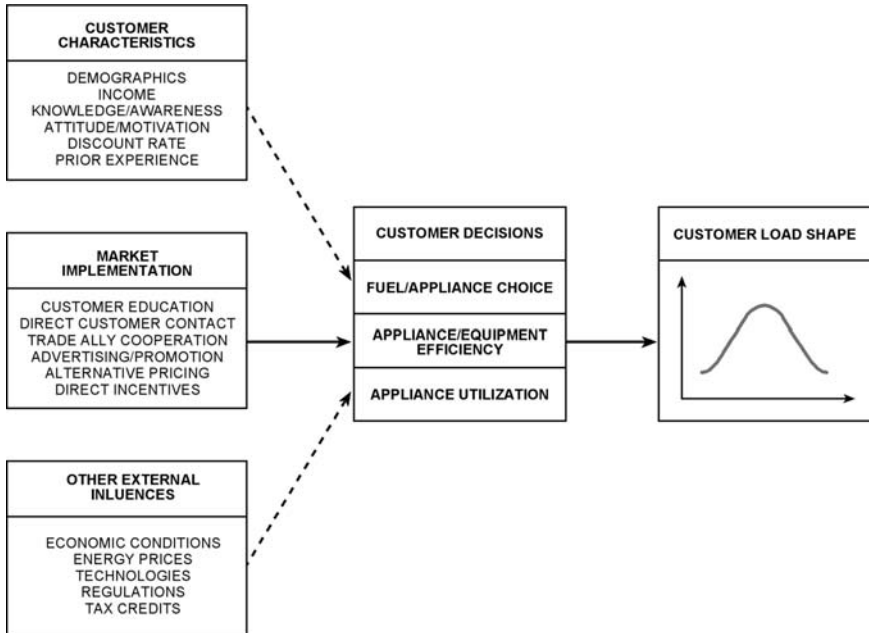 CUSTOMER
CHARACTERISTICS
DEMOGRAPHICS
INCOME
KNOWLEDGE/AWARENESS
ATTITUDE/MOTIVATION
DISCOUNT RATE
PRIOR EXPERIENCE
MARKET
IMPLEMENTATION
CUSTOMER EDUCATION
DIRECT CUSTOMER CONTACT
TRADE ALLY COOPERATION
ADVERTISING/PROMOTION
ALTERNATIVE PRICING
DIRECT INCENTIVES
OTHER EXTERNAL
INLUENCES
ECONOMIC CONDITIONS
ENERGY PRICES
TECHNOLOGIES
REGULATIONS
TAX CREDITS
CUSTOMER DECISIONS
FUEL/APPLIANCE CHOICE
APPLIANCE/EQUIPMENT
EFFICIENCY
APPLIANCE UTILIZATION
CUSTOMER LOAD SHAPE